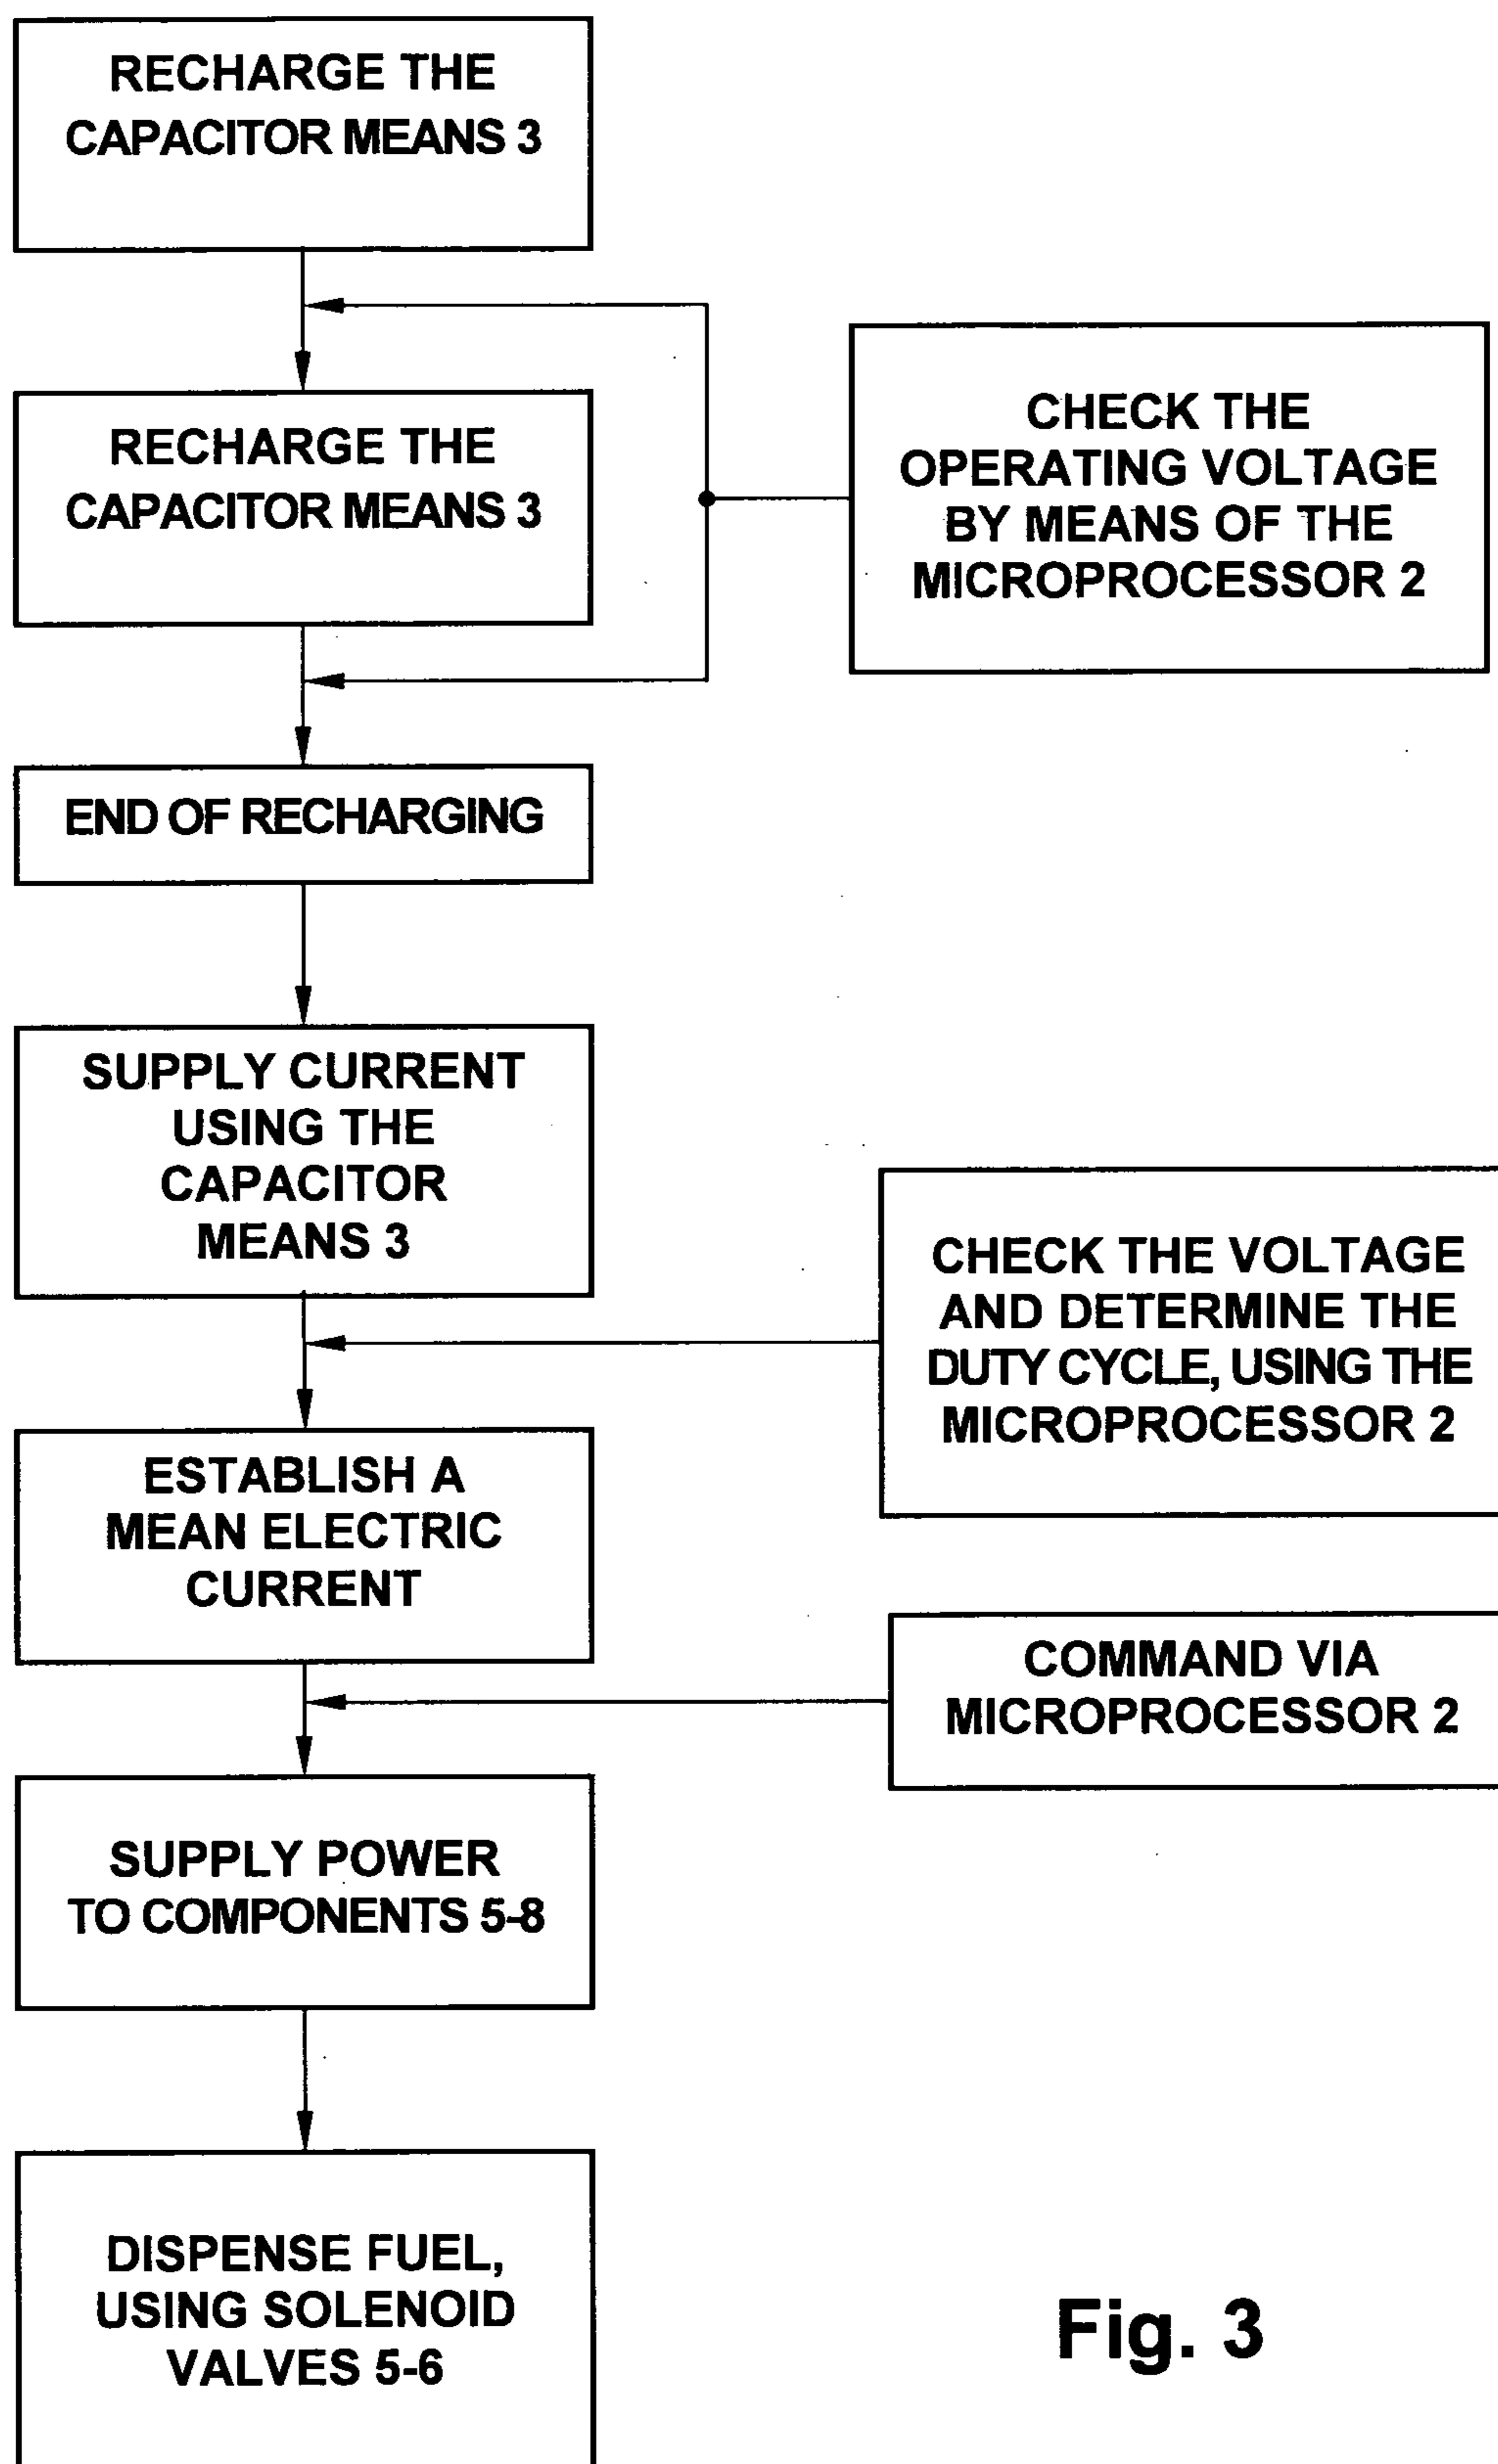 RECHARGE THE
CAPACITOR MEANS 3
RECHARGE THE
CAPACITOR MEANS 3
CHECK THE
OPERATING VOLTAGE
BY MEANS OF THE
MICROPROCESSOR 2
END OF RECHARGING
SUPPLY CURRENT
USING THE
CAPACITOR
MEANS 3
CHECK THE VOLTAGE
AND DETERMINE THE
DUTY CYCLE, USING THE
MICROPROCESSOR 2
ESTABLISH A
MEAN ELECTRIC
CURRENT
COMMAND VIA
MICROPROCESSOR 2
SUPPLY POWER
TO COMPONENTS 5-8
DISPENSE FUEL,
USING SOLENOID
VALVES 5-6
Fig. 3